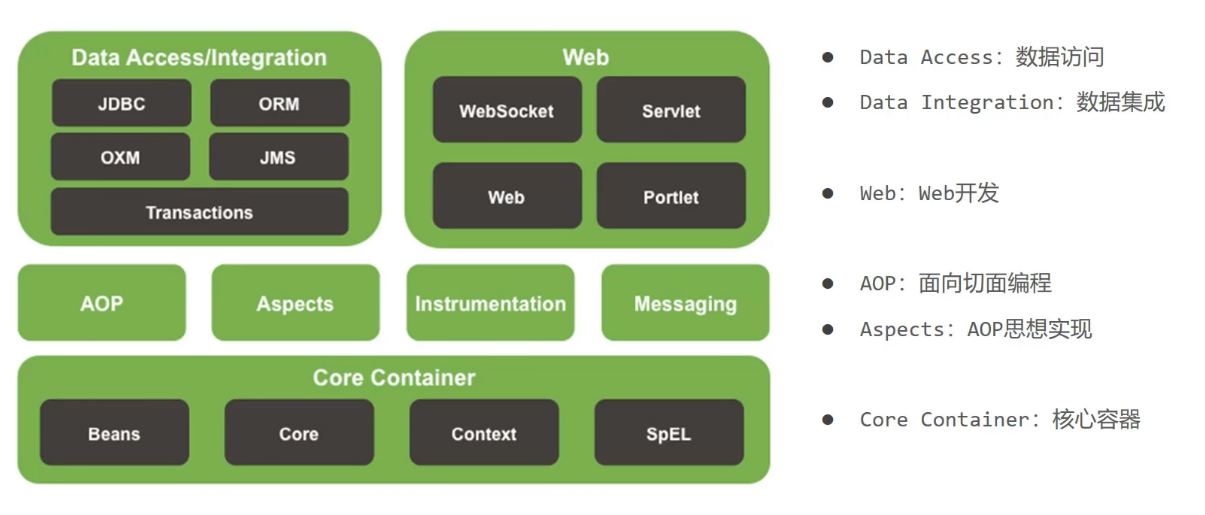 Data Access/Integration
JDBC
ORM
OXM
JMS
Transactions
Web
WebSocket
Servlet
Web
Portlet
AOP
Aspects
Instrumentation
Messaging
Core Container
Beans
Core
Context
SpEL
● Data Access：数据访问
● Data Integration：数据集成
● Web：Web开发
● AOP：面向切面编程
● Aspects：AOP思想实现
● Core Container：核心容器